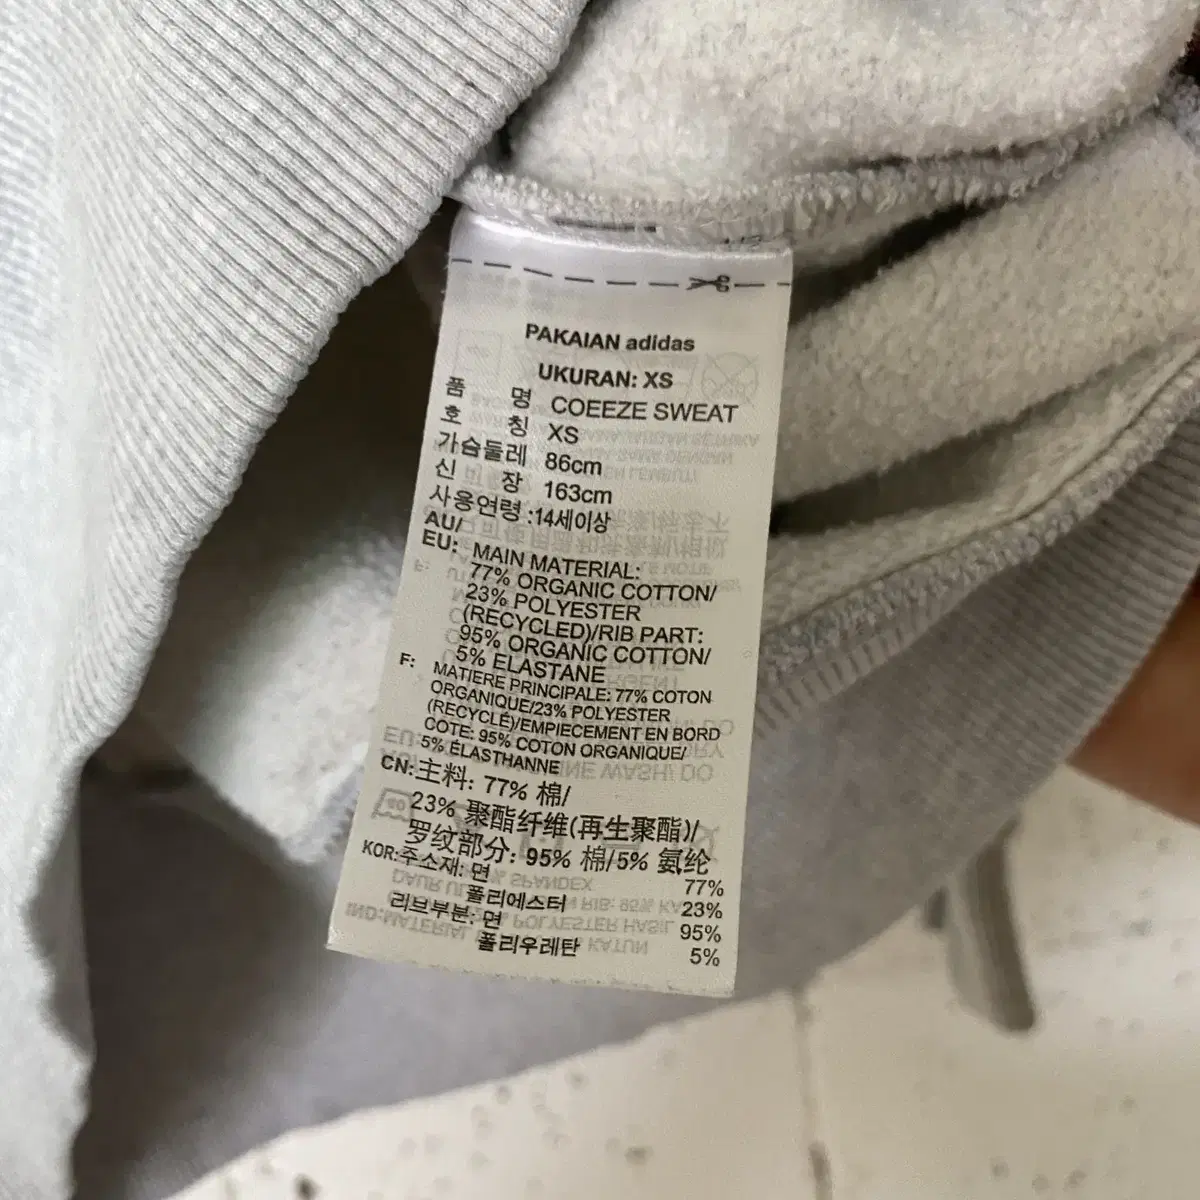 PAKAIAN adidas
UKURAN: XS
품 명 COEEZE SWEAT
호 칭 XS
가슴둘레 86cm
신 장 163cm
사용연령 :14세이상
AU/
EU: MAIN MATERIAL:
77% ORGANIC COTTON/
23% POLYESTER
(RECYCLED)/RIB PART:
95% ORGANIC COTTON/
5% ELASTANE
F: MATIERE PRINCIPALE: 77% COTON
ORGANIQUE/23% POLYESTER
(RECYCLÉ)/EMPIECEMENT EN BORD
COTE: 95% COTON ORGANIQUE/
5% ÉLASTHANNE
CN:主料: 77% 棉/
23% 聚酯纤维(再生聚酯)/
罗纹部分: 95% 棉/5% 氨纶
KOR:주소재: 면 77%
폴리에스터 23%
리브부분: 면 95%
폴리우레탄 5%